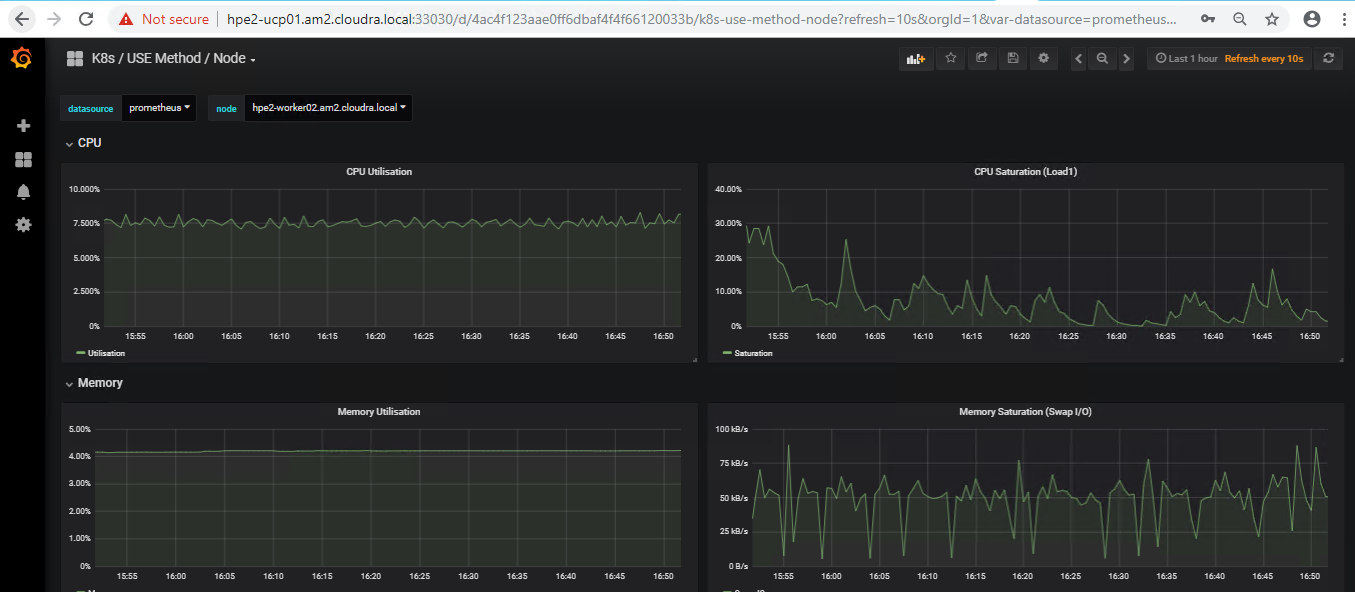 Not secure | hpe2-ucp01.am2.cloudra.local:33030/d/4ac4f123aae0ff6dbaf4f4f66120033b/k8s-use-method-node?refresh=10s&orgId=1&var-datasource=prometheus...
K8s / USE Method / Node
Last 1 hour Refresh every 10s
datasource prometheus node hpe2-worker02.am2.cloudra.local
CPU
CPU Utilisation
10.000%
7.500%
5.000%
2.500%
0%
15:55 16:00 16:05 16:10 16:15 16:20 16:25 16:30 16:35 16:40 16:45 16:50
Utilisation
CPU Saturation (Load1)
40.00%
30.00%
20.00%
10.00%
0%
15:55 16:00 16:05 16:10 16:15 16:20 16:25 16:30 16:35 16:40 16:45 16:50
Saturation
Memory
Memory Utilisation
5.00%
4.00%
3.00%
2.00%
1.00%
0%
15:55 16:00 16:05 16:10 16:15 16:20 16:25 16:30 16:35 16:40 16:45 16:50
Memory Saturation (Swap I/O)
100 kB/s
75 kB/s
50 kB/s
25 kB/s
0 B/s
15:55 16:00 16:05 16:10 16:15 16:20 16:25 16:30 16:35 16:40 16:45 16:50